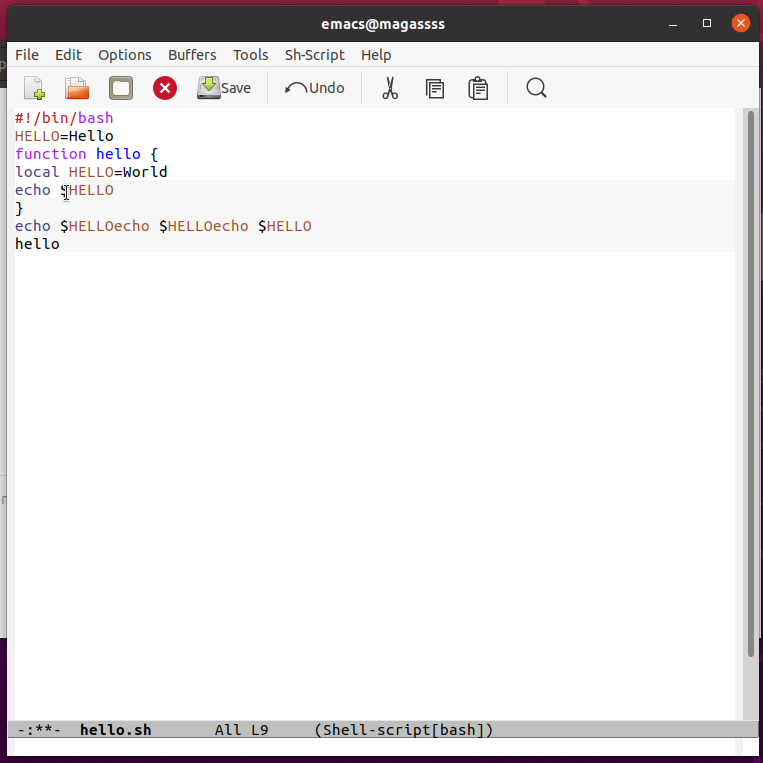 emacs@magassss
File Edit Options Buffers Tools Sh-Script Help
Save Undo
#!/bin/bash
HELLO=Hello
function hello {
local HELLO=World
echo $HELLO
}
echo $HELLOecho $HELLOecho $HELLO
hello
-:**- hello.sh All L9 (Shell-script[bash])